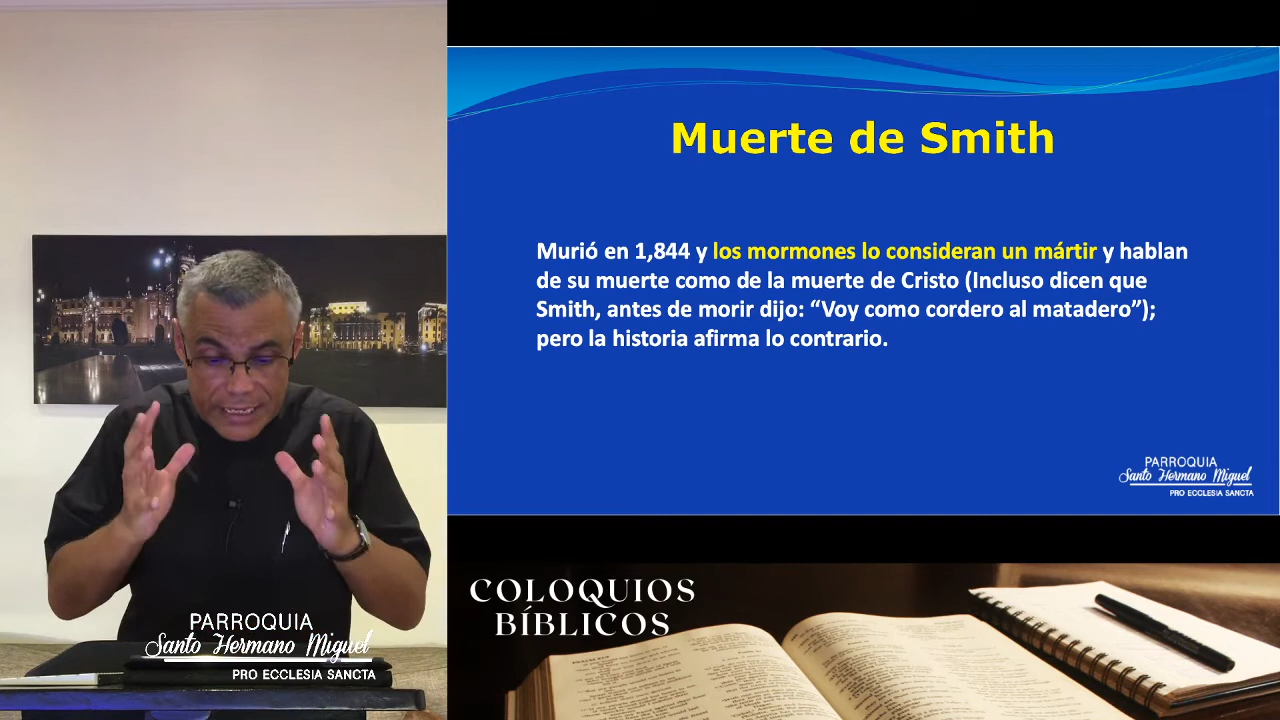 Muerte de Smith
Murió en 1,844 y los mormones lo consideran un mártir y hablan
de su muerte como de la muerte de Cristo (Incluso dicen que
Smith, antes de morir dijo: “Voy como cordero al matadero”);
pero la historia afirma lo contrario.
PARROQUIA
Santo Hermano Miguel
PRO ECCLESIA SANCTA
COLOQUIOS
BÍBLICOS
PARROQUIA
Santo Hermano Miguel
PRO ECCLESIA SANCTA